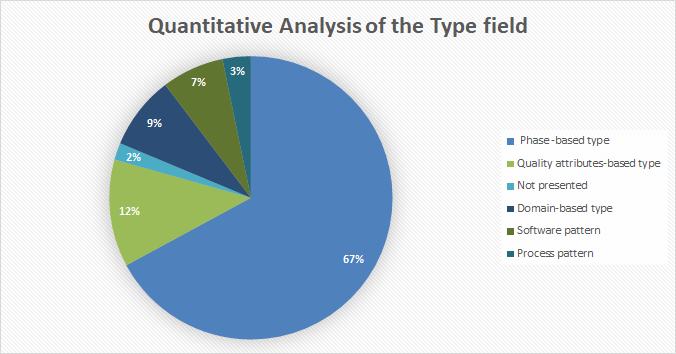 Quantitative Analysis of the Type field
3%
7%
9%
2%
12%
67%
Phase-based type
Quality attributes-based type
Not presented
Domain-based type
Software pattern
Process pattern